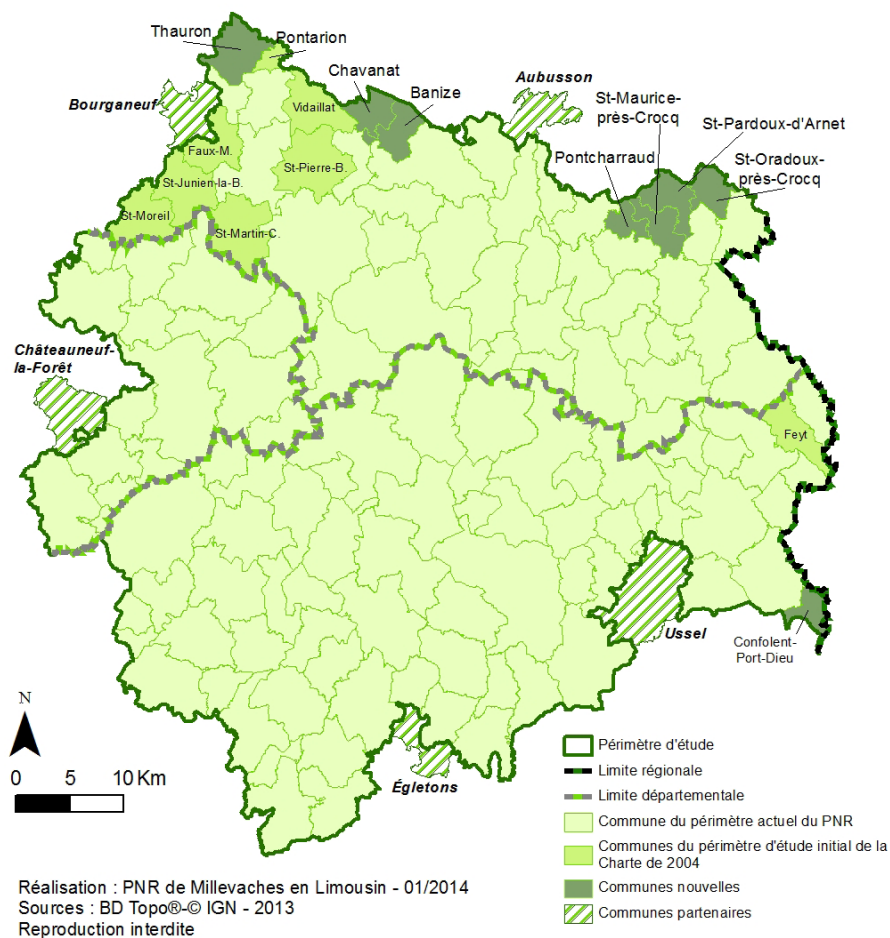 Thauron
Pontarion
Chavanat
Banize
Aubusson
St-Maurice-
près-Crocq
St-Pardoux-d'Arnet
St-Oradoux-
près-Crocq
Pontcharraud
Bourganeuf
Vidaillat
Faux-M.
St-Pierre-B.
St-Junien-la-B.
St-Moreil
St-Martin-C.
Châteauneuf-
la-Forêt
Feyt
Ussel
Confolent-
Port-Dieu
Égletons
N
0 5 10 Km
Périmètre d'étude
Limite régionale
Limite départementale
Commune du périmètre actuel du PNR
Communes du périmètre d'étude initial de la
Charte de 2004
Communes nouvelles
Communes partenaires
Réalisation : PNR de Millevaches en Limousin - 01/2014
Sources : BD Topo®-© IGN - 2013
Reproduction interdite